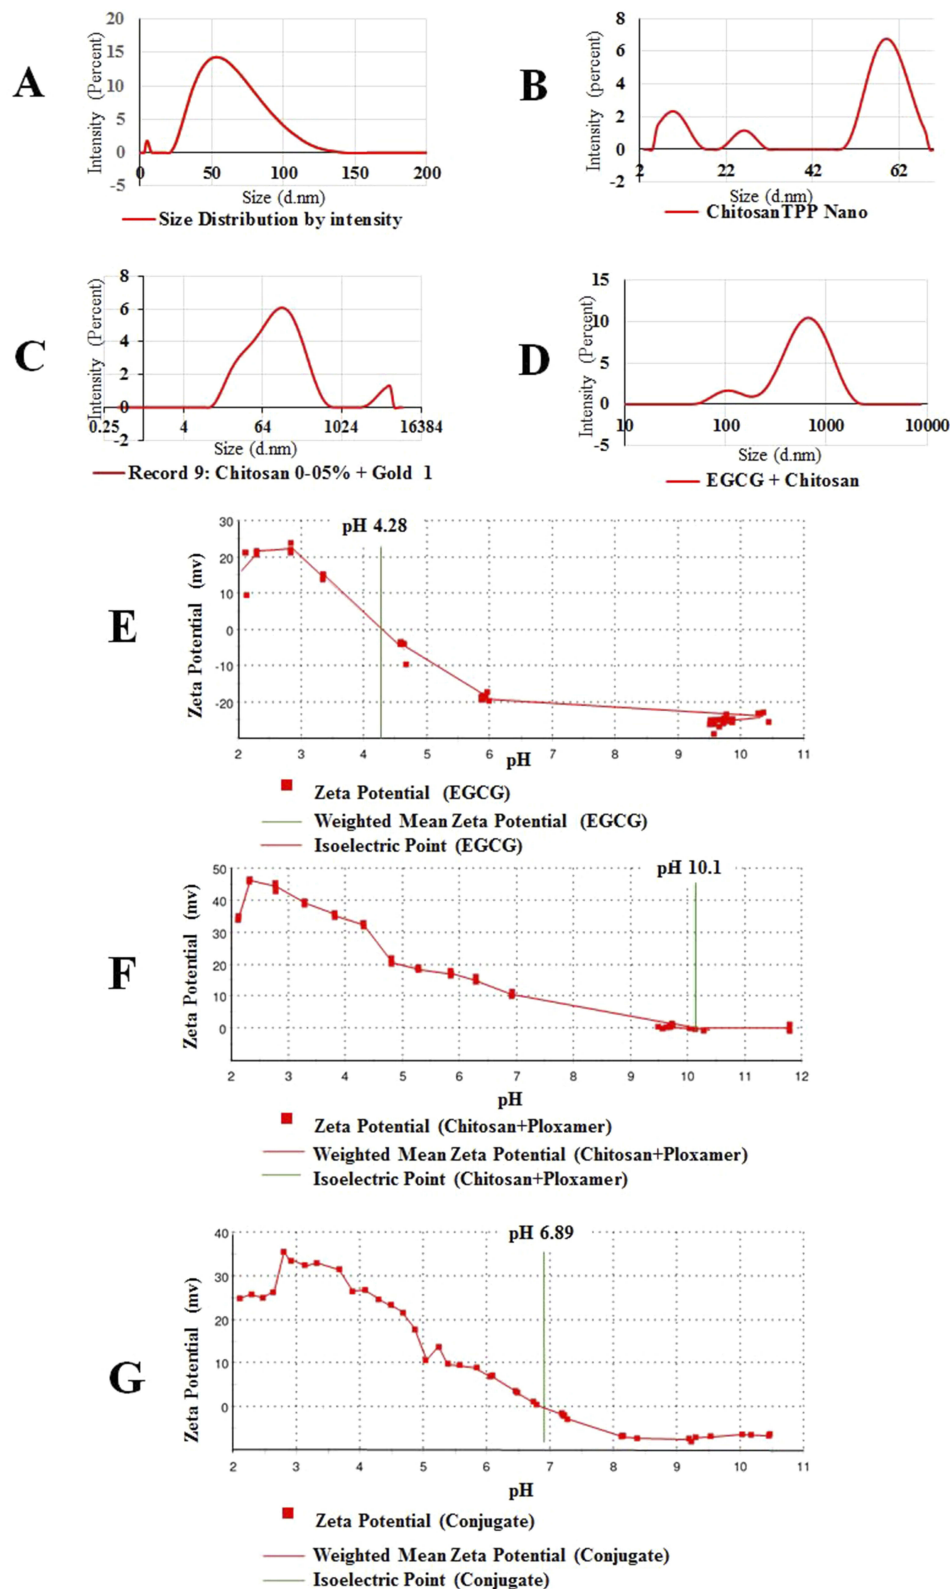 A
Intensity (Percent)
20
15
10
5
0
-5
0 50 100 150 200
Size (d.nm)
Size Distribution by intensity
B
Intensity (percent)
8
6
4
2
0
-2
2 22 42 62
Size (d.nm)
ChitosanTPP Nano
C
Intensity (Percent)
8
6
4
2
0
-2
0.25 4 64 1024 16384
Size (d.nm)
Record 9: Chitosan 0-05% + Gold 1
D
Intensity (Percent)
15
10
5
0
-5
10 100 1000 10000
Size (d.nm)
EGCG + Chitosan
E
pH 4.28
Zeta Potential (mv)
30
20
10
0
-10
-20
2 3 4 5 6 7 8 9 10 11
pH
Zeta Potential (EGCG)
Weighted Mean Zeta Potential (EGCG)
Isoelectric Point (EGCG)
F
pH 10.1
Zeta Potential (mv)
50
40
30
20
10
0
2 3 4 5 6 7 8 9 10 11 12
pH
Zeta Potential (Chitosan+Ploxamer)
Weighted Mean Zeta Potential (Chitosan+Ploxamer)
Isoelectric Point (Chitosan+Ploxamer)
G
pH 6.89
Zeta Potential (mv)
40
30
20
10
0
2 3 4 5 6 7 8 9 10 11
pH
Zeta Potential (Conjugate)
Weighted Mean Zeta Potential (Conjugate)
Isoelectric Point (Conjugate)